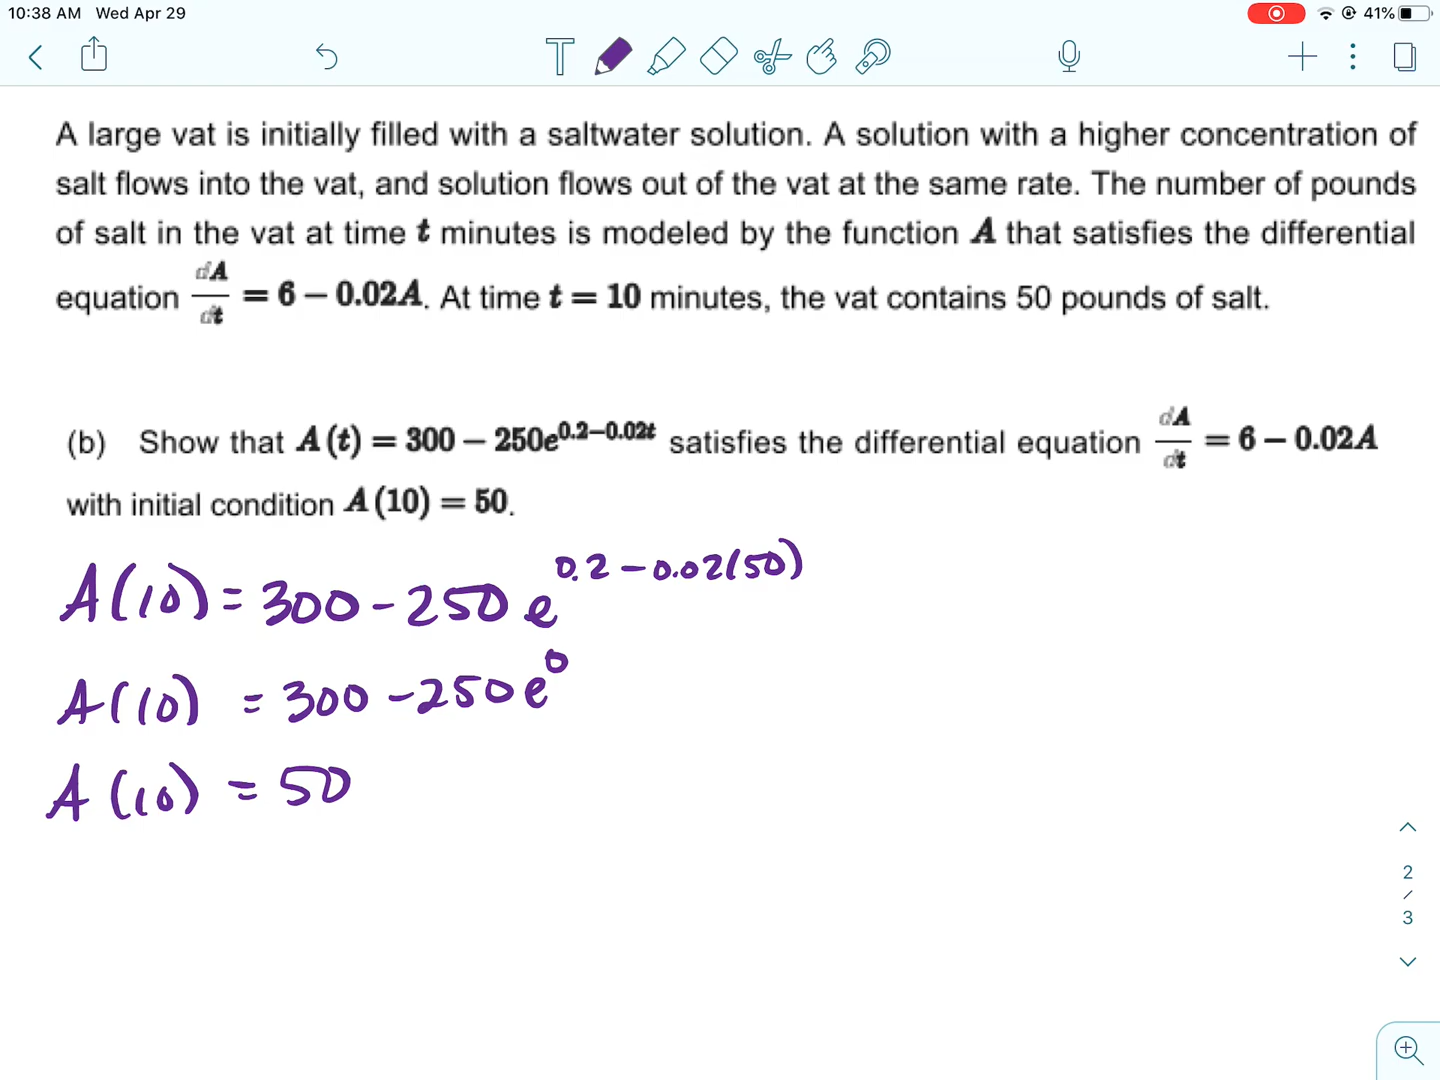 10:38 AM Wed Apr 29 41%
T
A large vat is initially filled with a saltwater solution. A solution with a higher concentration of
salt flows into the vat, and solution flows out of the vat at the same rate. The number of pounds
of salt in the vat at time t minutes is modeled by the function A that satisfies the differential
equation dA/dt = 6 − 0.02A. At time t = 10 minutes, the vat contains 50 pounds of salt.
(b) Show that A(t) = 300 − 250e^{0.2−0.02t} satisfies the differential equation dA/dt = 6 − 0.02A
with initial condition A(10) = 50.
A(10) = 300 - 250 e^{0.2 - 0.02(50)}
A(10) = 300 - 250 e^{0}
A(10) = 50
2
/
3